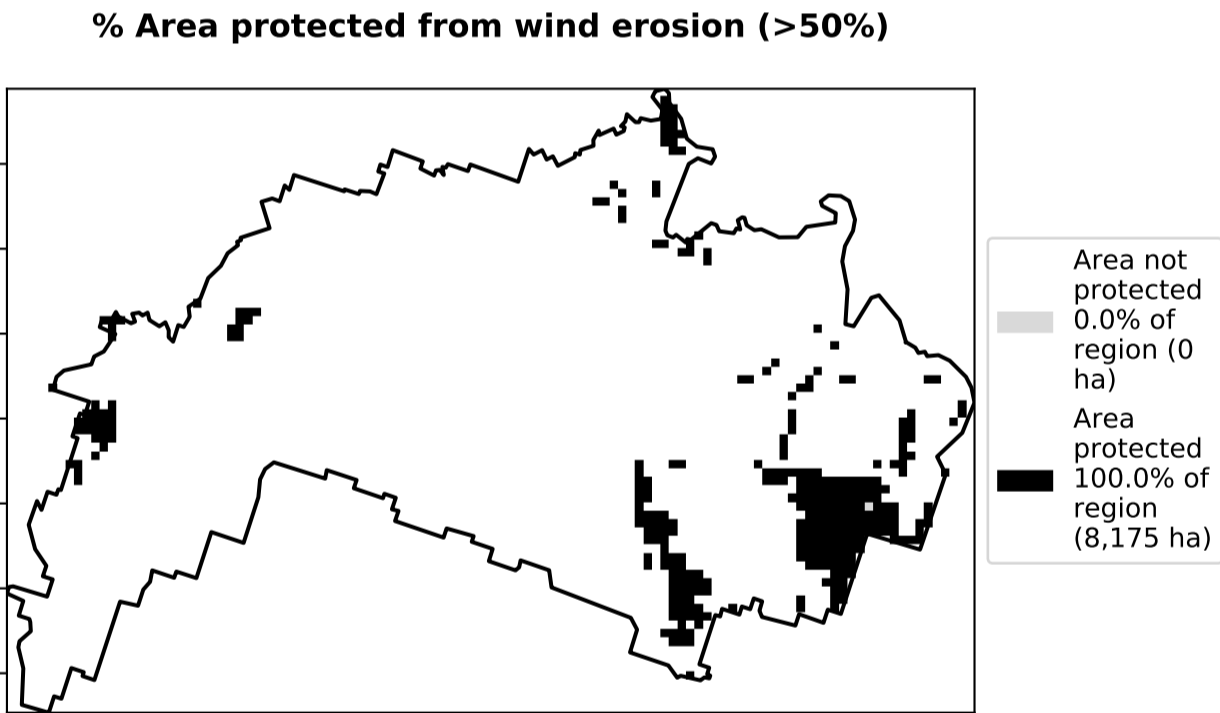 % Area protected from wind erosion (>50%)
Area not
protected
0.0% of
region (0
ha)
Area
protected
100.0% of
region
(8,175 ha)